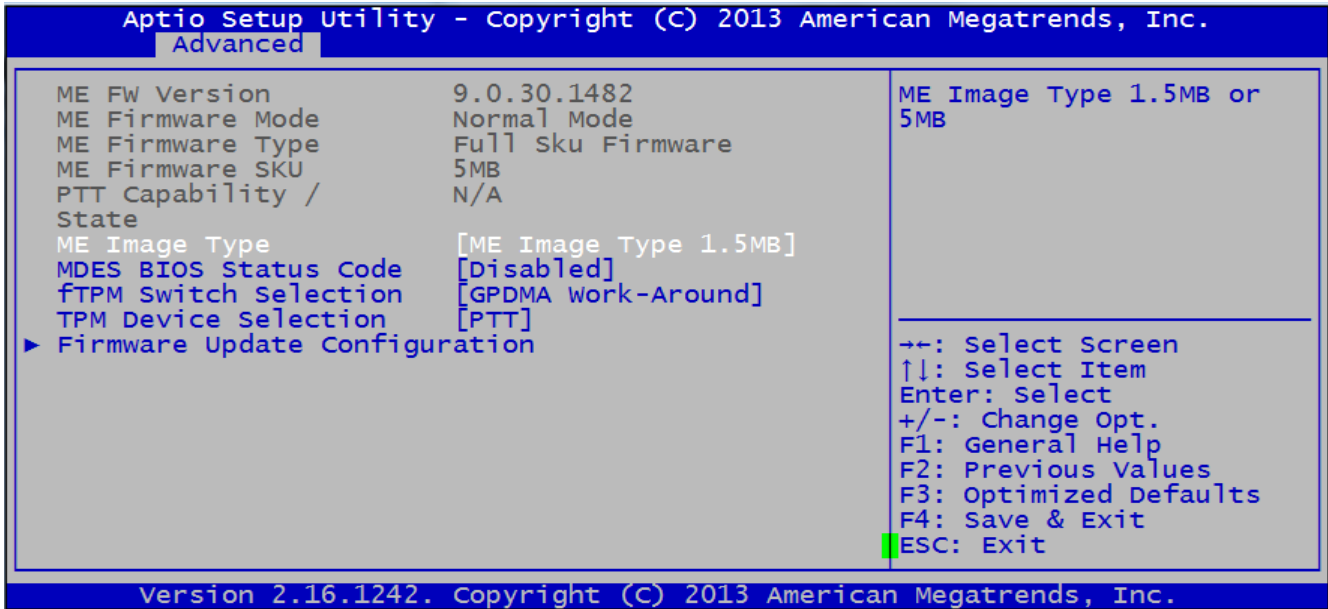 Aptio Setup Utility - Copyright (C) 2013 American Megatrends, Inc.
Advanced
ME FW Version 9.0.30.1482
ME Firmware Mode Normal Mode
ME Firmware Type Full Sku Firmware
ME Firmware SKU 5MB
PTT Capability / N/A
State
ME Image Type [ME Image Type 1.5MB]
MDES BIOS Status Code [Disabled]
fTPM Switch Selection [GPDMA Work-Around]
TPM Device Selection [PTT]
► Firmware Update Configuration
ME Image Type 1.5MB or
5MB
→←: Select Screen
↑↓: Select Item
Enter: Select
+/-: Change Opt.
F1: General Help
F2: Previous Values
F3: Optimized Defaults
F4: Save & Exit
ESC: Exit
Version 2.16.1242. Copyright (C) 2013 American Megatrends, Inc.